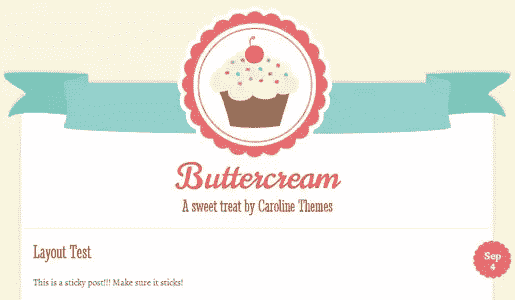 Buttercream
A sweet treat by Caroline Themes
Layout Test
Sep
4
This is a sticky post!!! Make sure it sticks!